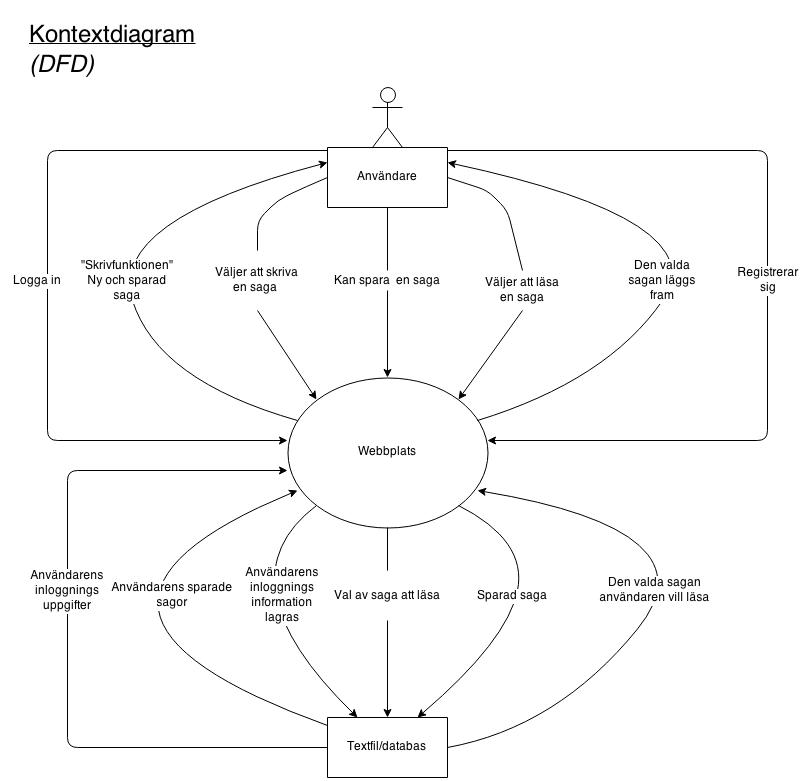 Kontextdiagram
(DFD)
Användare
Logga in
"Skrivfunktionen"
Ny och sparad
saga
Väljer att skriva
en saga
Kan spara  en saga
Väljer att läsa
en saga
Den valda
sagan läggs
fram
Registrerar
sig
Webbplats
Användarens
inloggnings
uppgifter
Användarens sparade
sagor
Användarens
inloggnings
information
lagras
Val av saga att läsa
Sparad saga
Den valda sagan
användaren vill läsa
Textfil/databas